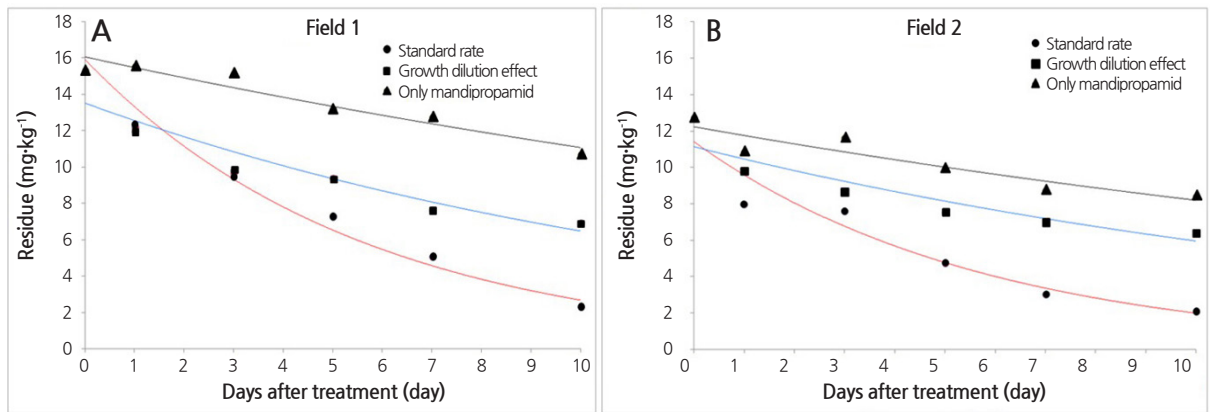 A
Field 1
Standard rate
Growth dilution effect
Only mandipropamid
Residue (mg·kg⁻¹)
18
16
14
12
10
8
6
4
2
0
0 1 2 3 4 5 6 7 8 9 10
Days after treatment (day)
B
Field 2
Standard rate
Growth dilution effect
Only mandipropamid
Residue (mg·kg⁻¹)
18
16
14
12
10
8
6
4
2
0
0 1 2 3 4 5 6 7 8 9 10
Days after treatment (day)